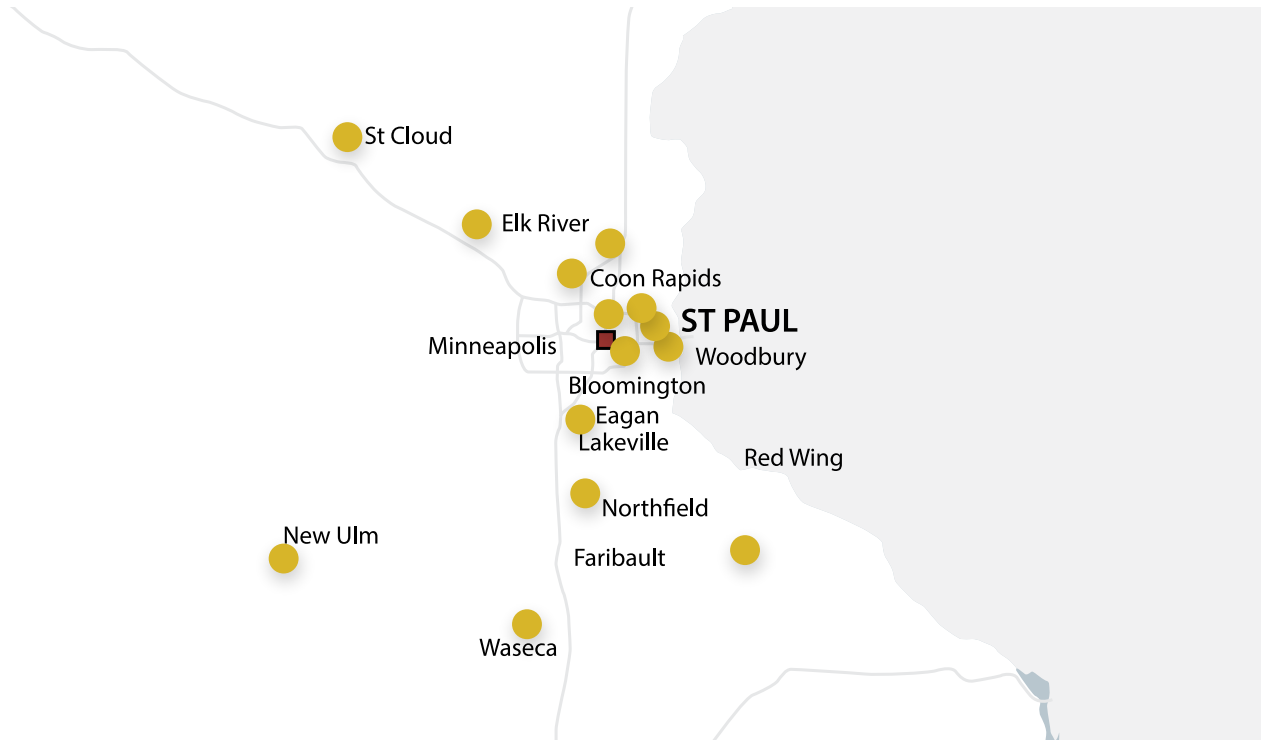 St Cloud
Elk River
Coon Rapids
ST PAUL
Minneapolis
Woodbury
Bloomington
Eagan
Lakeville
Red Wing
Northfield
New Ulm
Faribault
Waseca